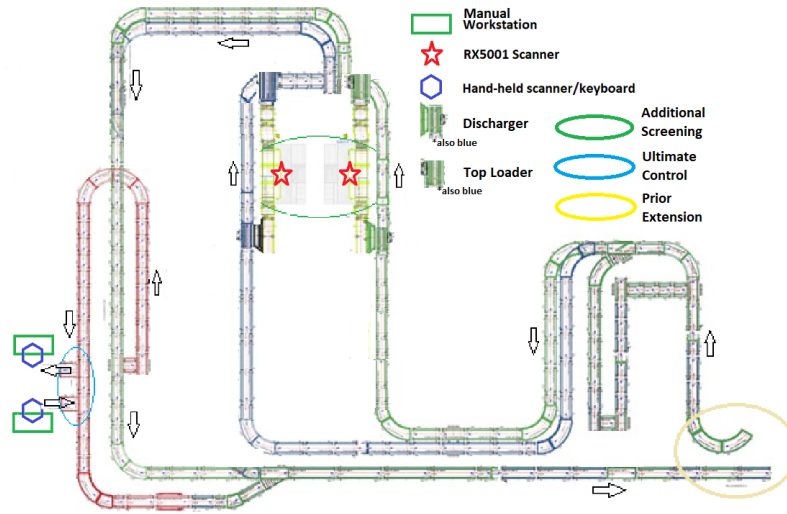 Manual
Workstation
RX5001 Scanner
Hand-held scanner/keyboard
Discharger
*also blue
Top Loader
*also blue
Additional
Screening
Ultimate
Control
Prior
Extension